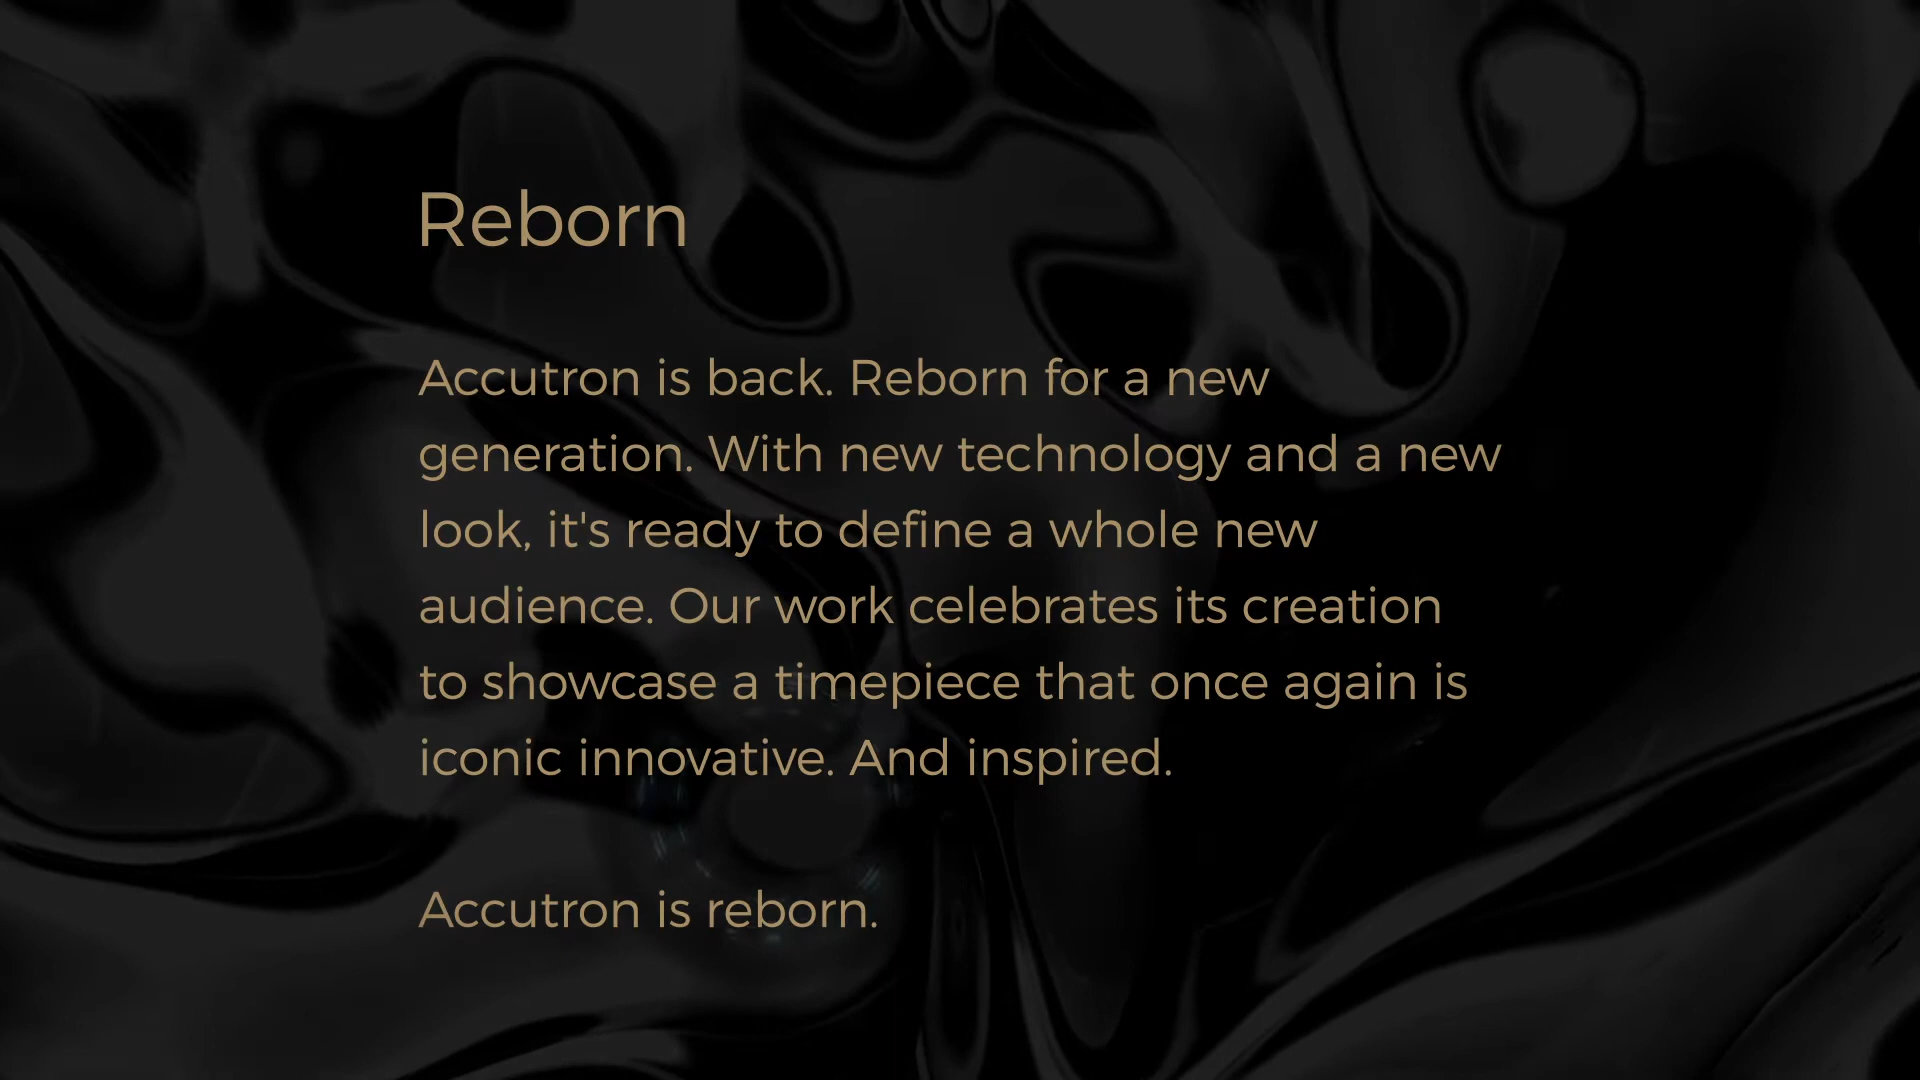 Reborn
Accutron is back. Reborn for a new
generation. With new technology and a new
look, it's ready to define a whole new
audience. Our work celebrates its creation
to showcase a timepiece that once again is
iconic innovative. And inspired.
Accutron is reborn.